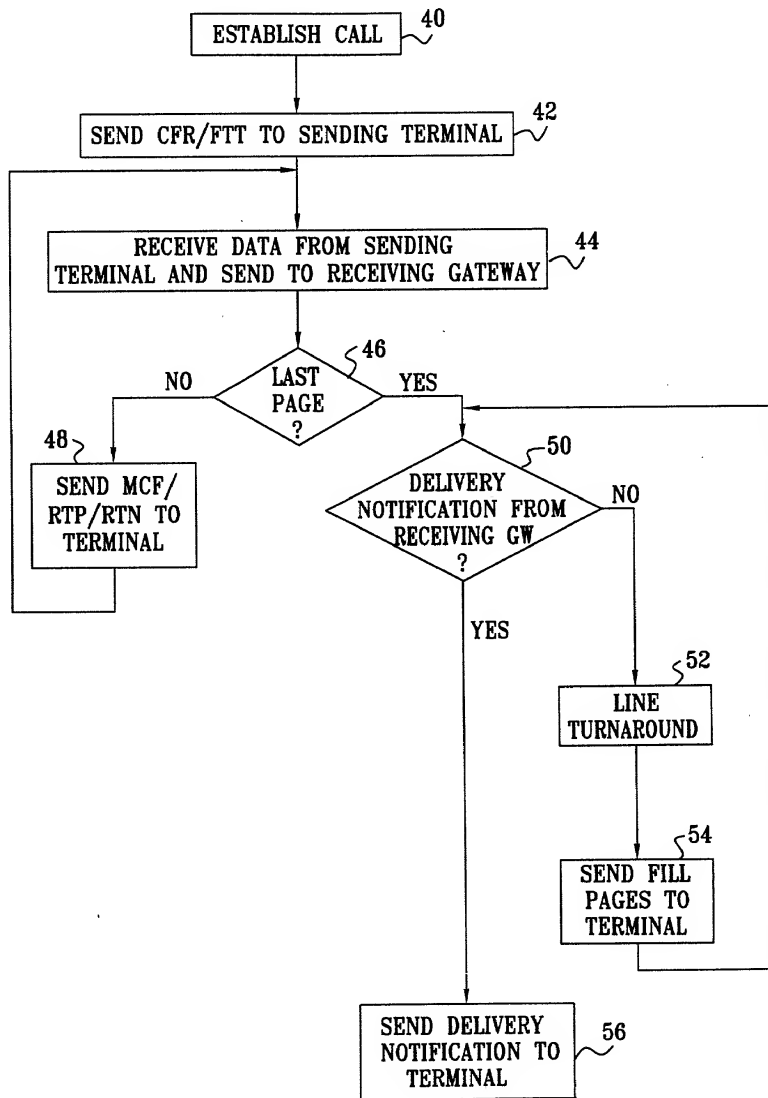 ESTABLISH CALL
40
SEND CFR/FTT TO SENDING TERMINAL
42
RECEIVE DATA FROM SENDING
TERMINAL AND SEND TO RECEIVING GATEWAY
44
LAST
PAGE
?
46
NO
YES
48
SEND MCF/
RTP/RTN TO
TERMINAL
50
DELIVERY
NOTIFICATION FROM
RECEIVING GW
?
NO
YES
52
LINE
TURNAROUND
54
SEND FILL
PAGES TO
TERMINAL
SEND DELIVERY
NOTIFICATION TO
TERMINAL
56